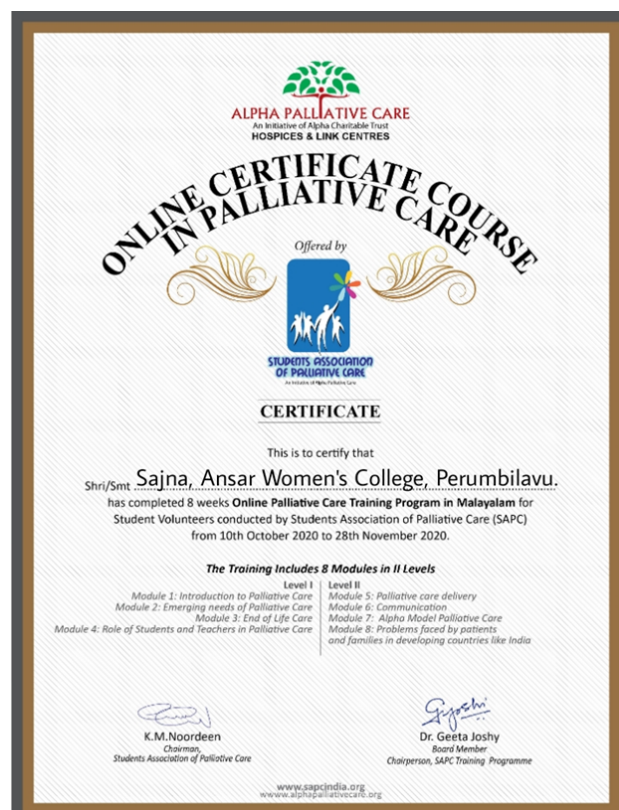 ALPHA PALLIATIVE CARE
An Initiative of Alpha Charitable Trust
HOSPICES & LINK CENTRES
ONLINE CERTIFICATE COURSE
IN PALLIATIVE CARE
Offered by
STUDENTS ASSOCIATION
OF PALLIATIVE CARE
An Initiative of Alpha Palliative Care
CERTIFICATE
This is to certify that
Shri/Smt Sajna, Ansar Women's College, Perumbilavu.
has completed 8 weeks Online Palliative Care Training Program in Malayalam for
Student Volunteers conducted by Students Association of Palliative Care (SAPC)
from 10th October 2020 to 28th November 2020.
The Training Includes 8 Modules in II Levels
Level I
Module 1: Introduction to Palliative Care
Module 2: Emerging needs of Palliative Care
Module 3: End of Life Care
Module 4: Role of Students and Teachers in Palliative Care
Level II
Module 5: Palliative care delivery
Module 6: Communication
Module 7: Alpha Model Palliative Care
Module 8: Problems faced by patients
and families in developing countries like India
K.M.Noordeen
Chairman,
Students Association of Palliative Care
Dr. Geeta Joshy
Board Member
Chairperson, SAPC Training Programme
www.sapcindia.org
wwww.alphapalliativecare.org